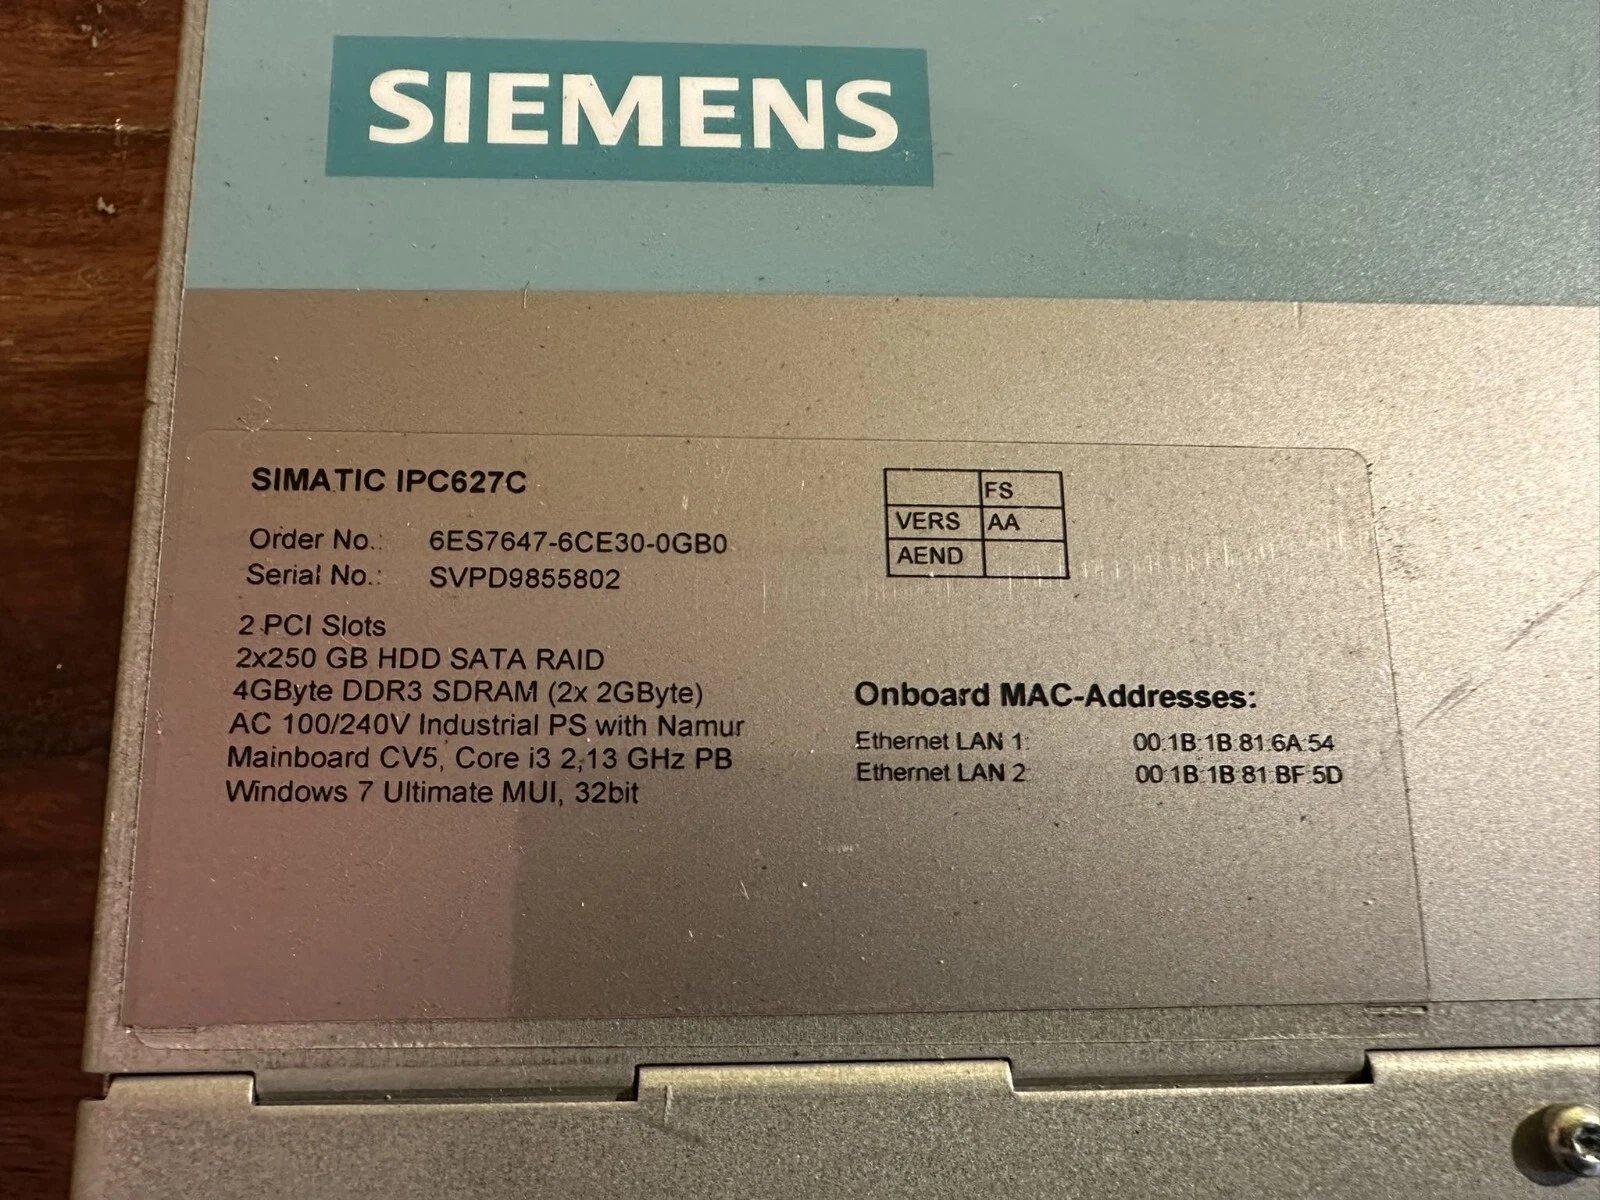 SIEMENS
SIMATIC IPC627C
Order No.: 6ES7647-6CE30-0GB0
Serial No.: SVPD9855802
FS
VERS AA
AEND
2 PCI Slots
2x250 GB HDD SATA RAID
4GByte DDR3 SDRAM (2x 2GByte)
AC 100/240V Industrial PS with Namur
Mainboard CV5, Core i3 2,13 GHz PB
Windows 7 Ultimate MUI, 32bit
Onboard MAC-Addresses:
Ethernet LAN 1: 00:1B:1B:81:6A:54
Ethernet LAN 2: 00:1B:1B:81:BF:5D